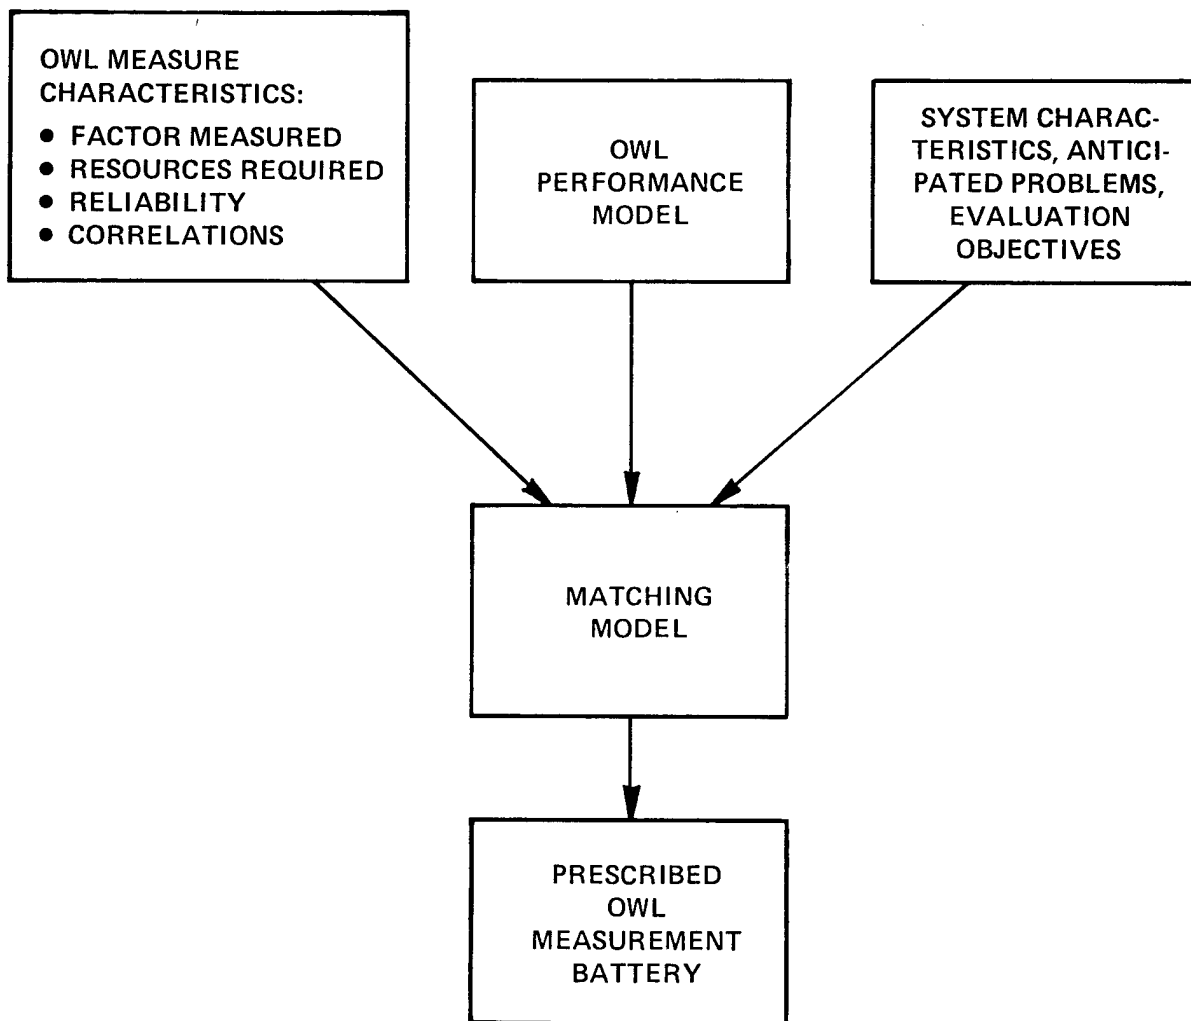 OWL MEASURE
CHARACTERISTICS:
● FACTOR MEASURED
● RESOURCES REQUIRED
● RELIABILITY
● CORRELATIONS
OWL
PERFORMANCE
MODEL
SYSTEM CHARAC-
TERISTICS, ANTICI-
PATED PROBLEMS,
EVALUATION
OBJECTIVES
MATCHING
MODEL
PRESCRIBED
OWL
MEASUREMENT
BATTERY